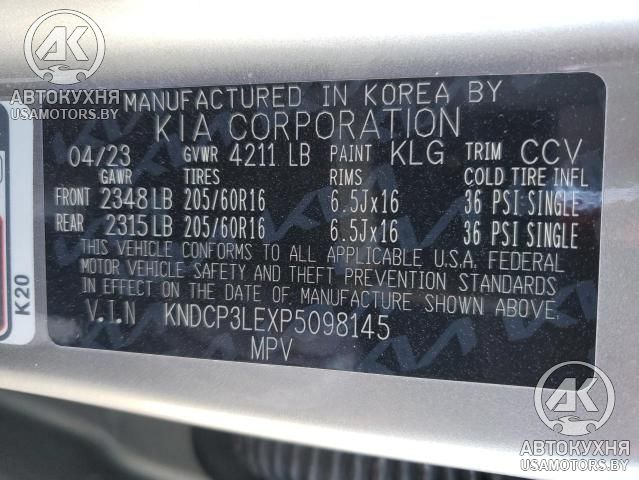 AK
АВТОКУХНЯ
USAMOTORS.BY
MANUFACTURED IN KOREA BY
KIA CORPORATION
04/23 GVWR 4211 LB PAINT KLG TRIM CCV
GAWR TIRES RIMS COLD TIRE INFL
FRONT 2348 LB 205/60R16 6.5Jx16 36 PSI SINGLE
REAR 2315 LB 205/60R16 6.5Jx16 36 PSI SINGLE
THIS VEHICLE CONFORMS TO ALL APPLICABLE U.S.A. FEDERAL
MOTOR VEHICLE SAFETY AND THEFT PREVENTION STANDARDS
IN EFFECT ON THE DATE OF MANUFACTURE SHOWN ABOVE.
V.I.N KNDCP3LEXP5098145
MPV
K20
AK
АВТОКУХНЯ
USAMOTORS.BY